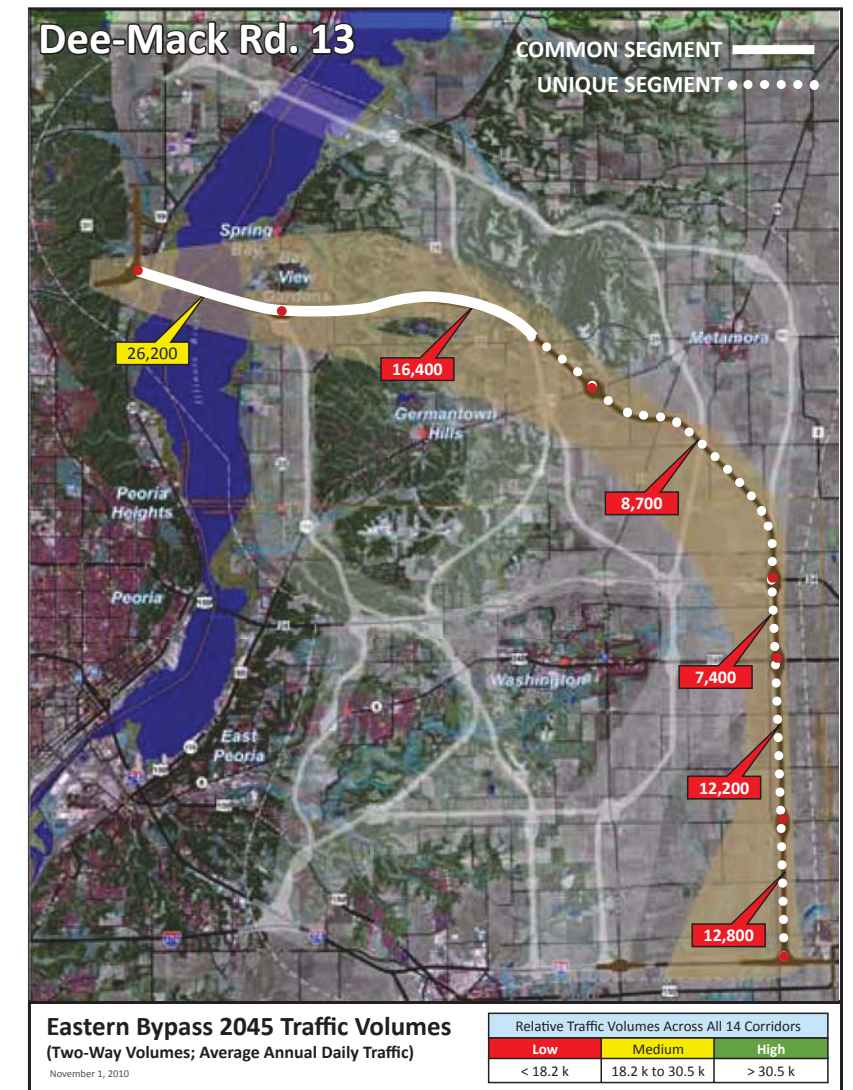 Dee-Mack Rd. 13
COMMON SEGMENT
UNIQUE SEGMENT
Spring
Bay
View
Gardens
26,200
16,400
Metamora
Germantown
Hills
8,700
Peoria
Heights
Peoria
7,400
Washington
East
Peoria
12,200
12,800
Eastern Bypass 2045 Traffic Volumes
(Two-Way Volumes; Average Annual Daily Traffic)
November 1, 2010
Relative Traffic Volumes Across All 14 Corridors
Low Medium High
< 18.2 k 18.2 k to 30.5 k > 30.5 k